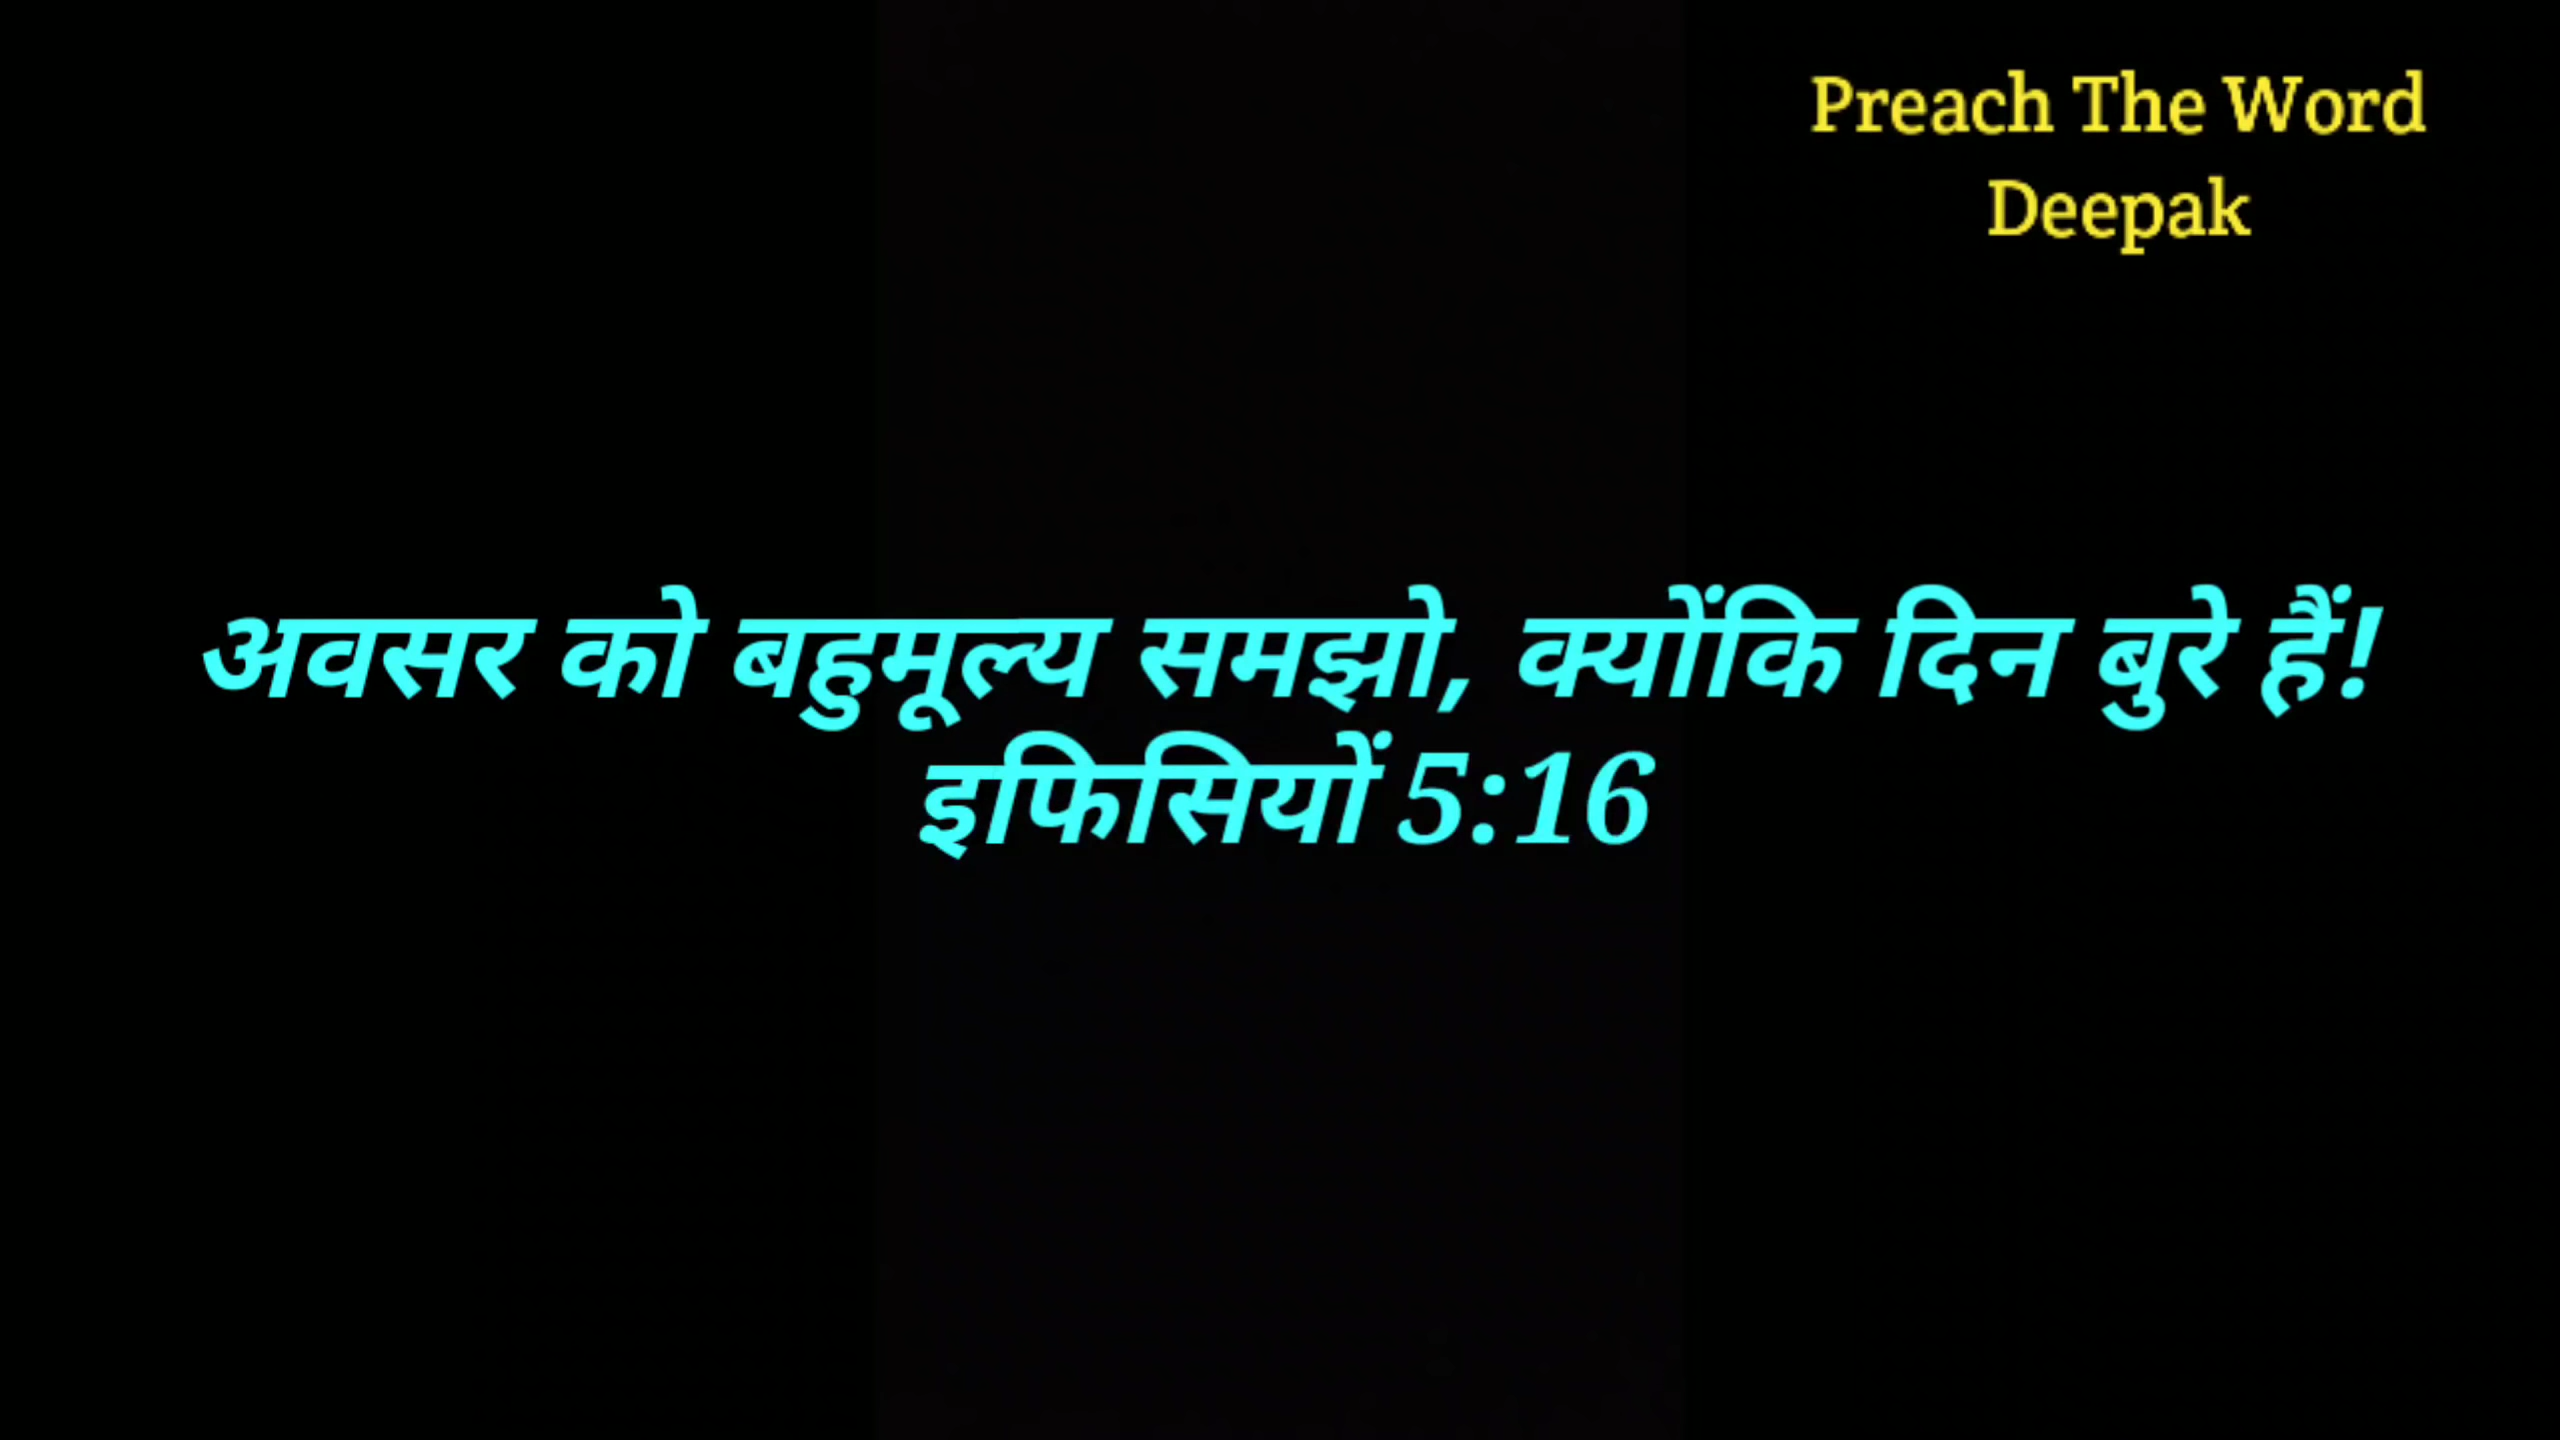 Preach The Word
Deepak
अवसर को बहुमूल्य समझो, क्योंकि दिन बुरे हैं!
इफिसियों 5:16